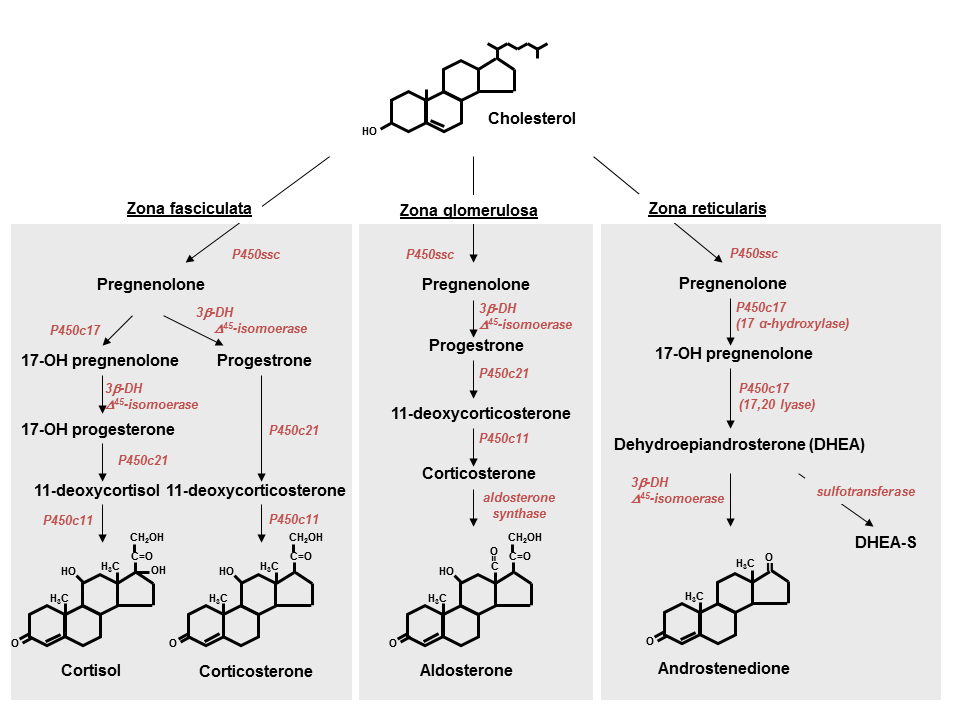 Cholesterol
HO
Zona fasciculata
P450ssc
Pregnenolone
P450c17
3β-DH
Δ45-isomoerase
17-OH pregnenolone
Progestrone
3β-DH
Δ45-isomoerase
17-OH progesterone
P450c21
P450c21
11-deoxycortisol
11-deoxycorticosterone
P450c11
P450c11
CH2OH
C=O
OH
HO
H3C
H3C
O
Cortisol
CH2OH
C=O
HO
H3C
H3C
O
Corticosterone
Zona glomerulosa
P450ssc
Pregnenolone
3β-DH
Δ45-isomoerase
Progestrone
P450c21
11-deoxycorticosterone
P450c11
Corticosterone
aldosterone
synthase
CH2OH
O
C=O
C
HO
H3C
O
Aldosterone
Zona reticularis
P450ssc
Pregnenolone
P450c17
(17 α-hydroxylase)
17-OH pregnenolone
P450c17
(17,20 lyase)
Dehydroepiandrosterone (DHEA)
3β-DH
Δ45-isomoerase
sulfotransferase
DHEA-S
O
H3C
H3C
O
Androstenedione